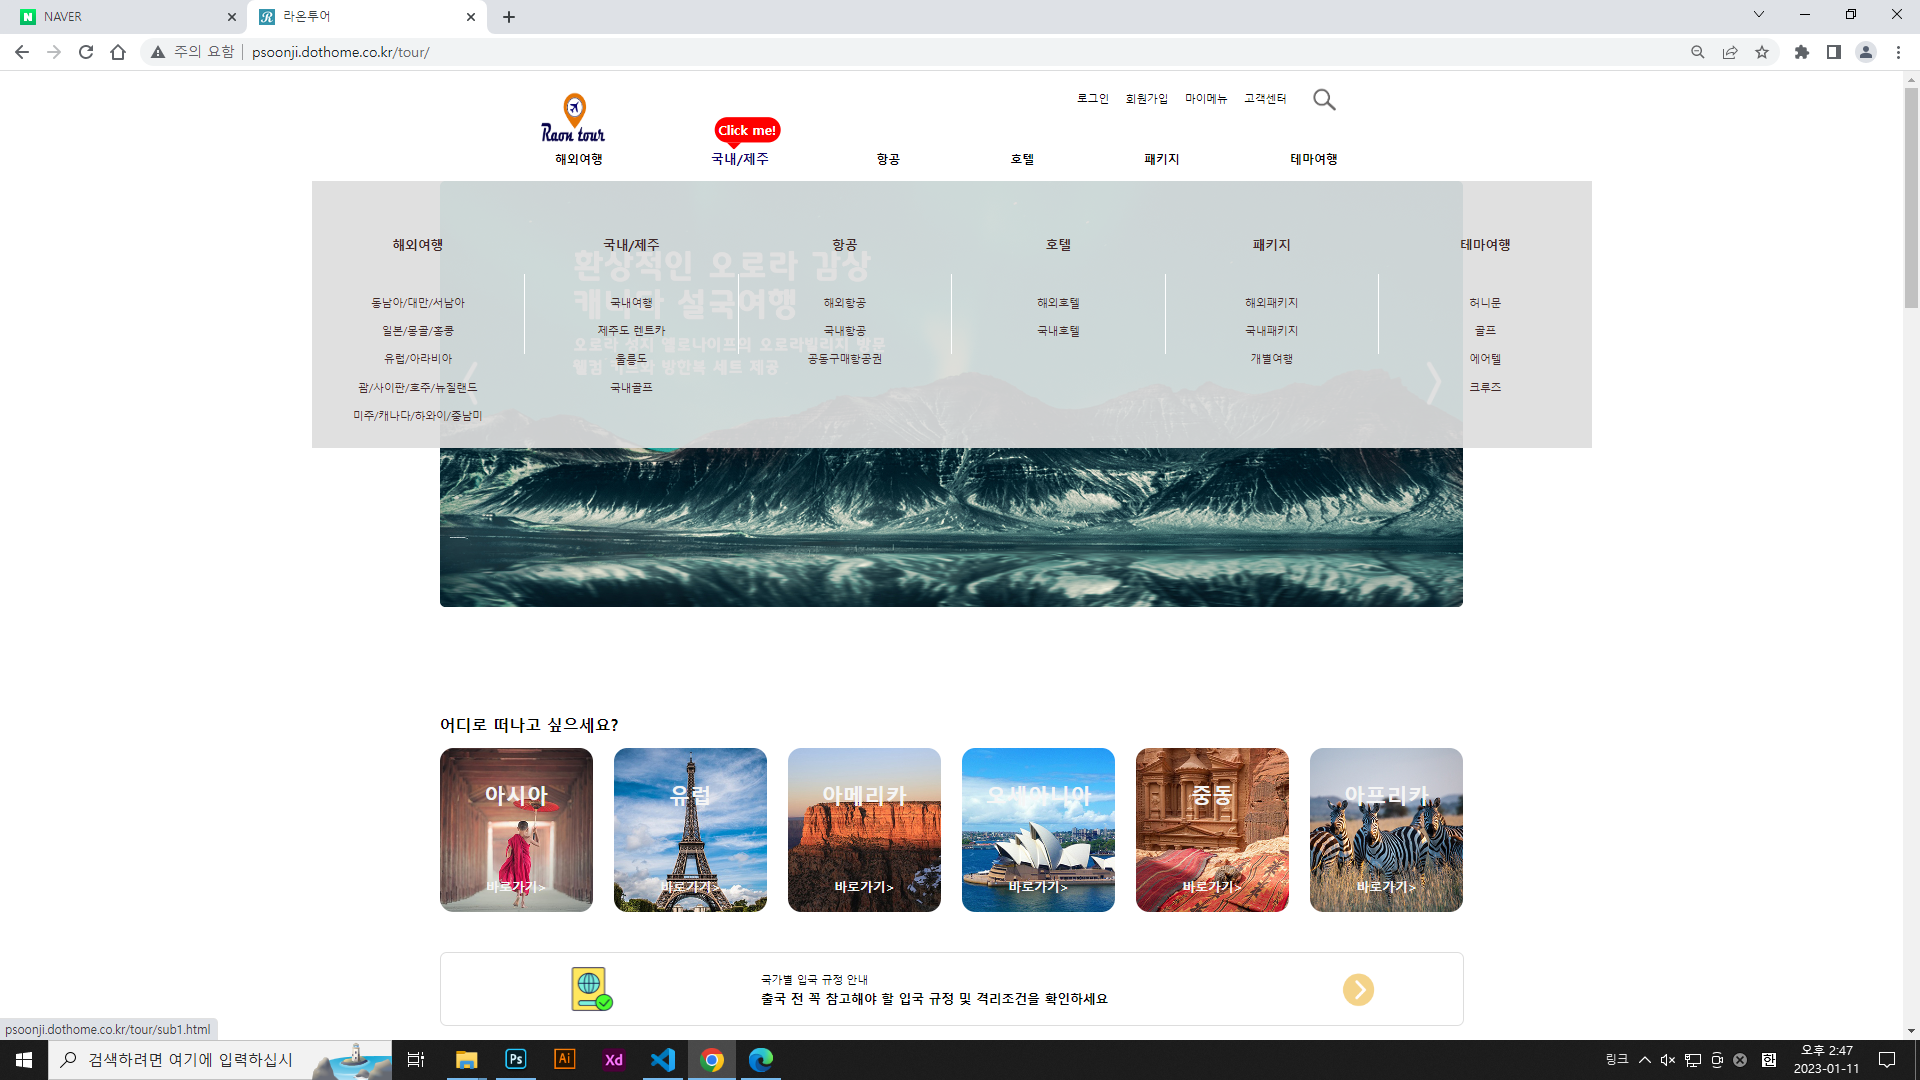 NAVER
라온투어
주의 요함
psoonji.dothome.co.kr/tour/
Raon tour
로그인 회원가입 마이메뉴 고객센터
Click me!
해외여행 국내/제주 항공 호텔 패키지 테마여행
해외여행 국내/제주 항공 호텔 패키지 테마여행
환상적인 오로라 감상
캐나다 설국여행
오로라 성지 옐로나이프의 오로라빌리지 방문
웰컴 키트와 방한복 세트 제공
동남아/대만/서남아 국내여행 해외항공 해외호텔 해외패키지 허니문
일본/몽골/홍콩 제주도 렌트카 국내항공 국내호텔 국내패키지 골프
유럽/아라비아 울릉도 공동구매항공권 개별여행 에어텔
괌/사이판/호주/뉴질랜드 국내골프 크루즈
미주/캐나다/하와이/중남미
어디로 떠나고 싶으세요?
아시아 유럽 아메리카 오세아니아 중동 아프리카
바로가기> 바로가기> 바로가기> 바로가기> 바로가기> 바로가기>
국가별 입국 규정 안내
출국 전 꼭 참고해야 할 입국 규정 및 격리조건을 확인하세요
psoonji.dothome.co.kr/tour/sub1.html
검색하려면 여기에 입력하십시
Ps Ai Xd
링크
한
오후 2:47
2023-01-11